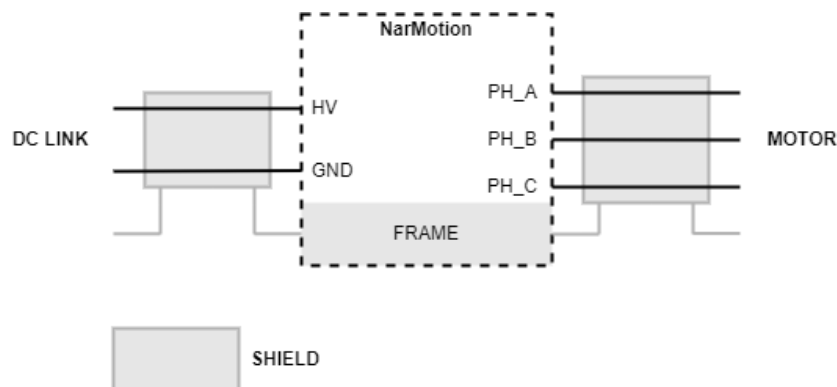 NarMotion
HV
PH_A
DC LINK
PH_B
MOTOR
GND
PH_C
FRAME
SHIELD